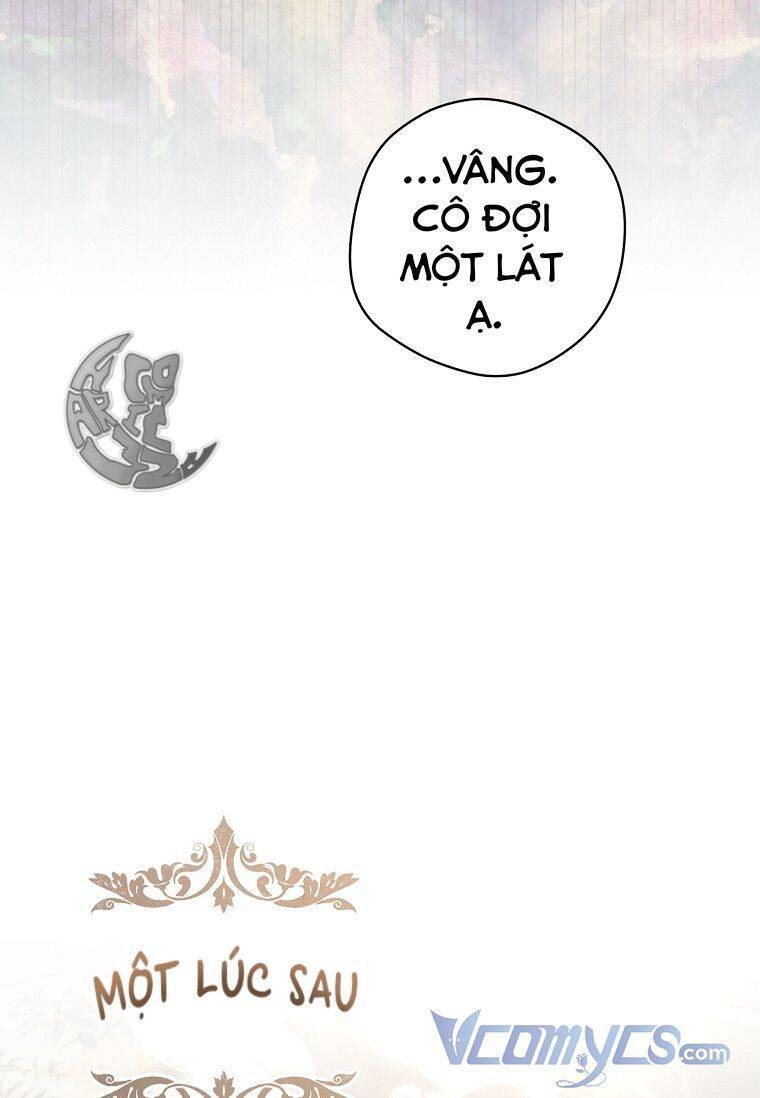 ...VÂNG.
CÔ ĐỢI
MỘT LÁT
Ạ.
MỘT LÚC SAU
VCOMYCS.com